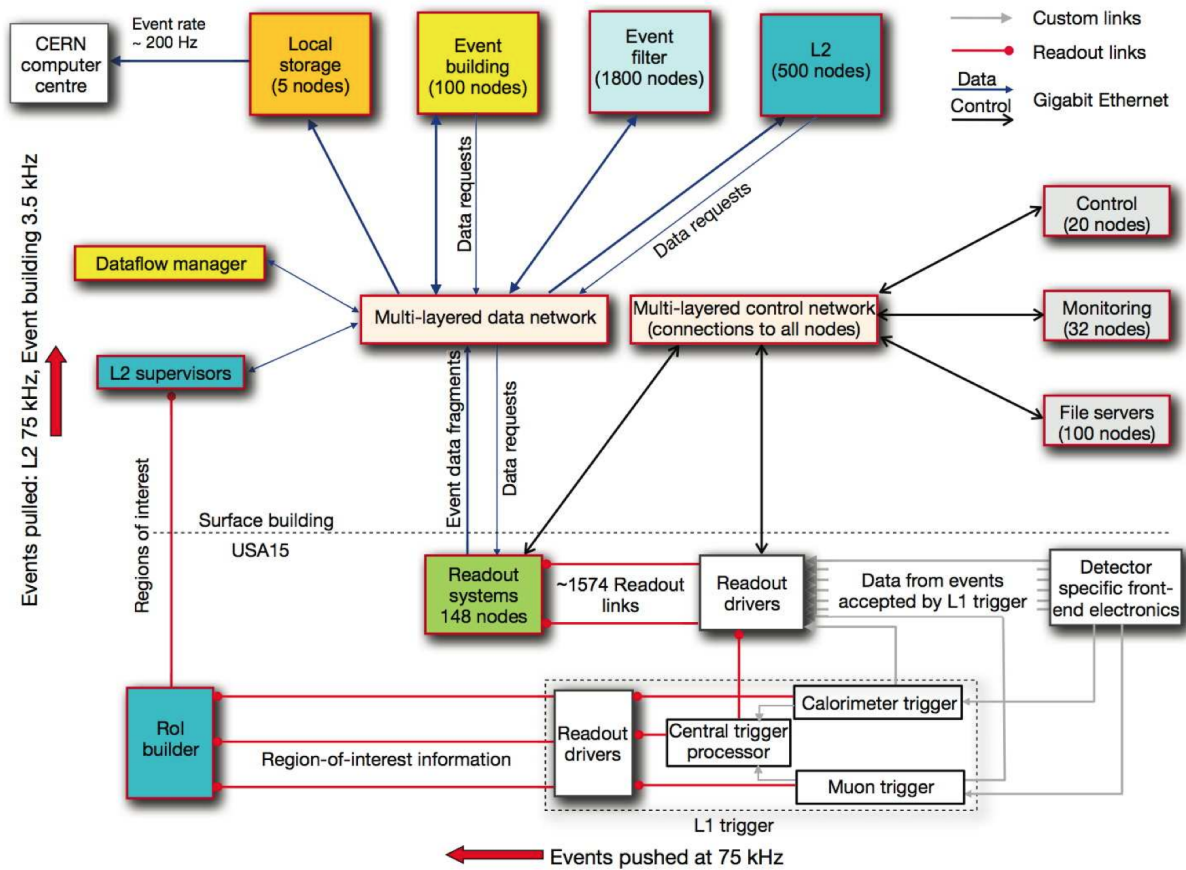 Event rate
~ 200 Hz
CERN
computer
centre
Local
storage
(5 nodes)
Event
building
(100 nodes)
Event
filter
(1800 nodes)
L2
(500 nodes)
Custom links
Readout links
Data
Control
Gigabit Ethernet
Data requests
Data requests
Control
(20 nodes)
Monitoring
(32 nodes)
File servers
(100 nodes)
Dataflow manager
L2 supervisors
Multi-layered data network
Multi-layered control network
(connections to all nodes)
Events pulled: L2 75 kHz, Event building 3.5 kHz
Regions of interest
Event data fragments
Data requests
Surface building
USA15
Readout
systems
148 nodes
~1574 Readout
links
Readout
drivers
Data from events
accepted by L1 trigger
Detector
specific front-
end electronics
RoI
builder
Region-of-interest information
Readout
drivers
Central trigger
processor
Calorimeter trigger
Muon trigger
L1 trigger
Events pushed at 75 kHz